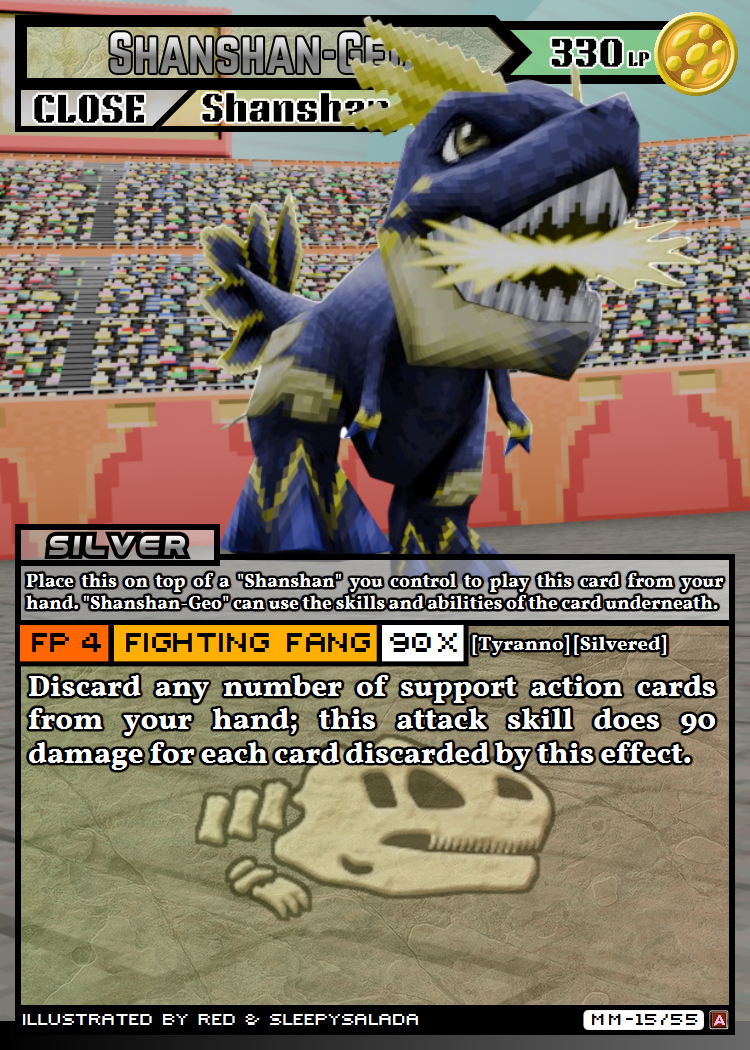 SHANSHAN-GEO
330 LP
CLOSE / Shanshan
SILVER
Place this on top of a "Shanshan" you control to play this card from your
hand. "Shanshan-Geo" can use the skills and abilities of the card underneath.
FP 4 FIGHTING FANG 90X [Tyranno][Silvered]
Discard any number of support action cards
from your hand; this attack skill does 90
damage for each card discarded by this effect.
ILLUSTRATED BY RED & SLEEPYSALADA
MM-15/55 A